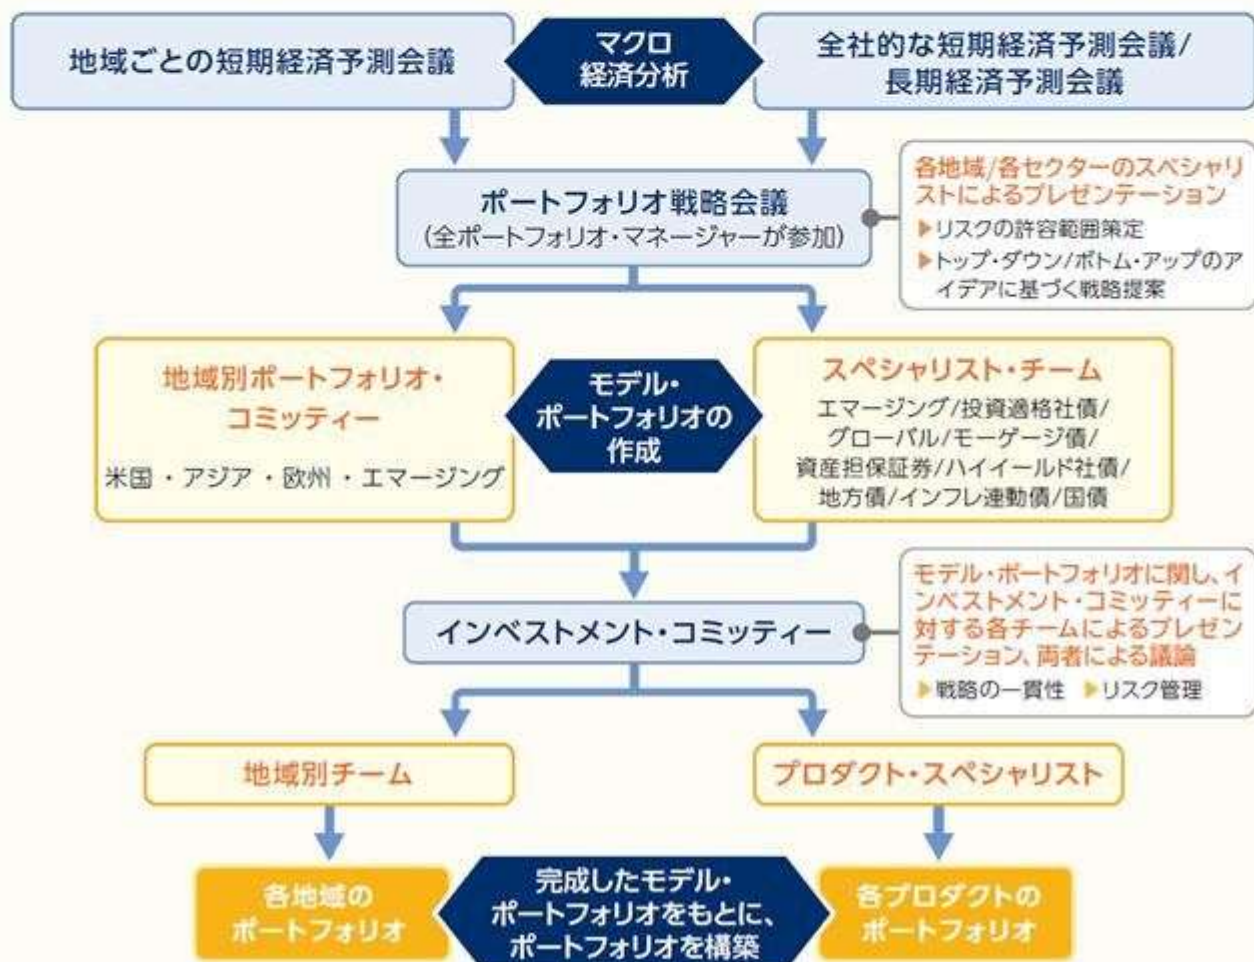 地域ごとの短期経済予測会議
マクロ
経済分析
全社的な短期経済予測会議/
長期経済予測会議
ポートフォリオ戦略会議
(全ポートフォリオ・マネージャーが参加)
各地域/各セクターのスペシャリ
ストによるプレゼンテーション
▶リスクの許容範囲策定
▶トップ・ダウン/ボトム・アップのア
イデアに基づく戦略提案
地域別ポートフォリオ・
コミッティー
米国・アジア・欧州・エマージング
モデル・
ポートフォリオの
作成
スペシャリスト・チーム
エマージング/投資適格社債/
グローバル/モーゲージ債/
資産担保証券/ハイイールド社債/
地方債/インフレ連動債/国債
インベストメント・コミッティー
モデル・ポートフォリオに関し、イ
ンベストメント・コミッティーに
対する各チームによるプレゼン
テーション、両者による議論
▶戦略の一貫性 ▶リスク管理
地域別チーム
プロダクト・スペシャリスト
各地域の
ポートフォリオ
完成したモデル・
ポートフォリオをもとに、
ポートフォリオを構築
各プロダクトの
ポートフォリオ